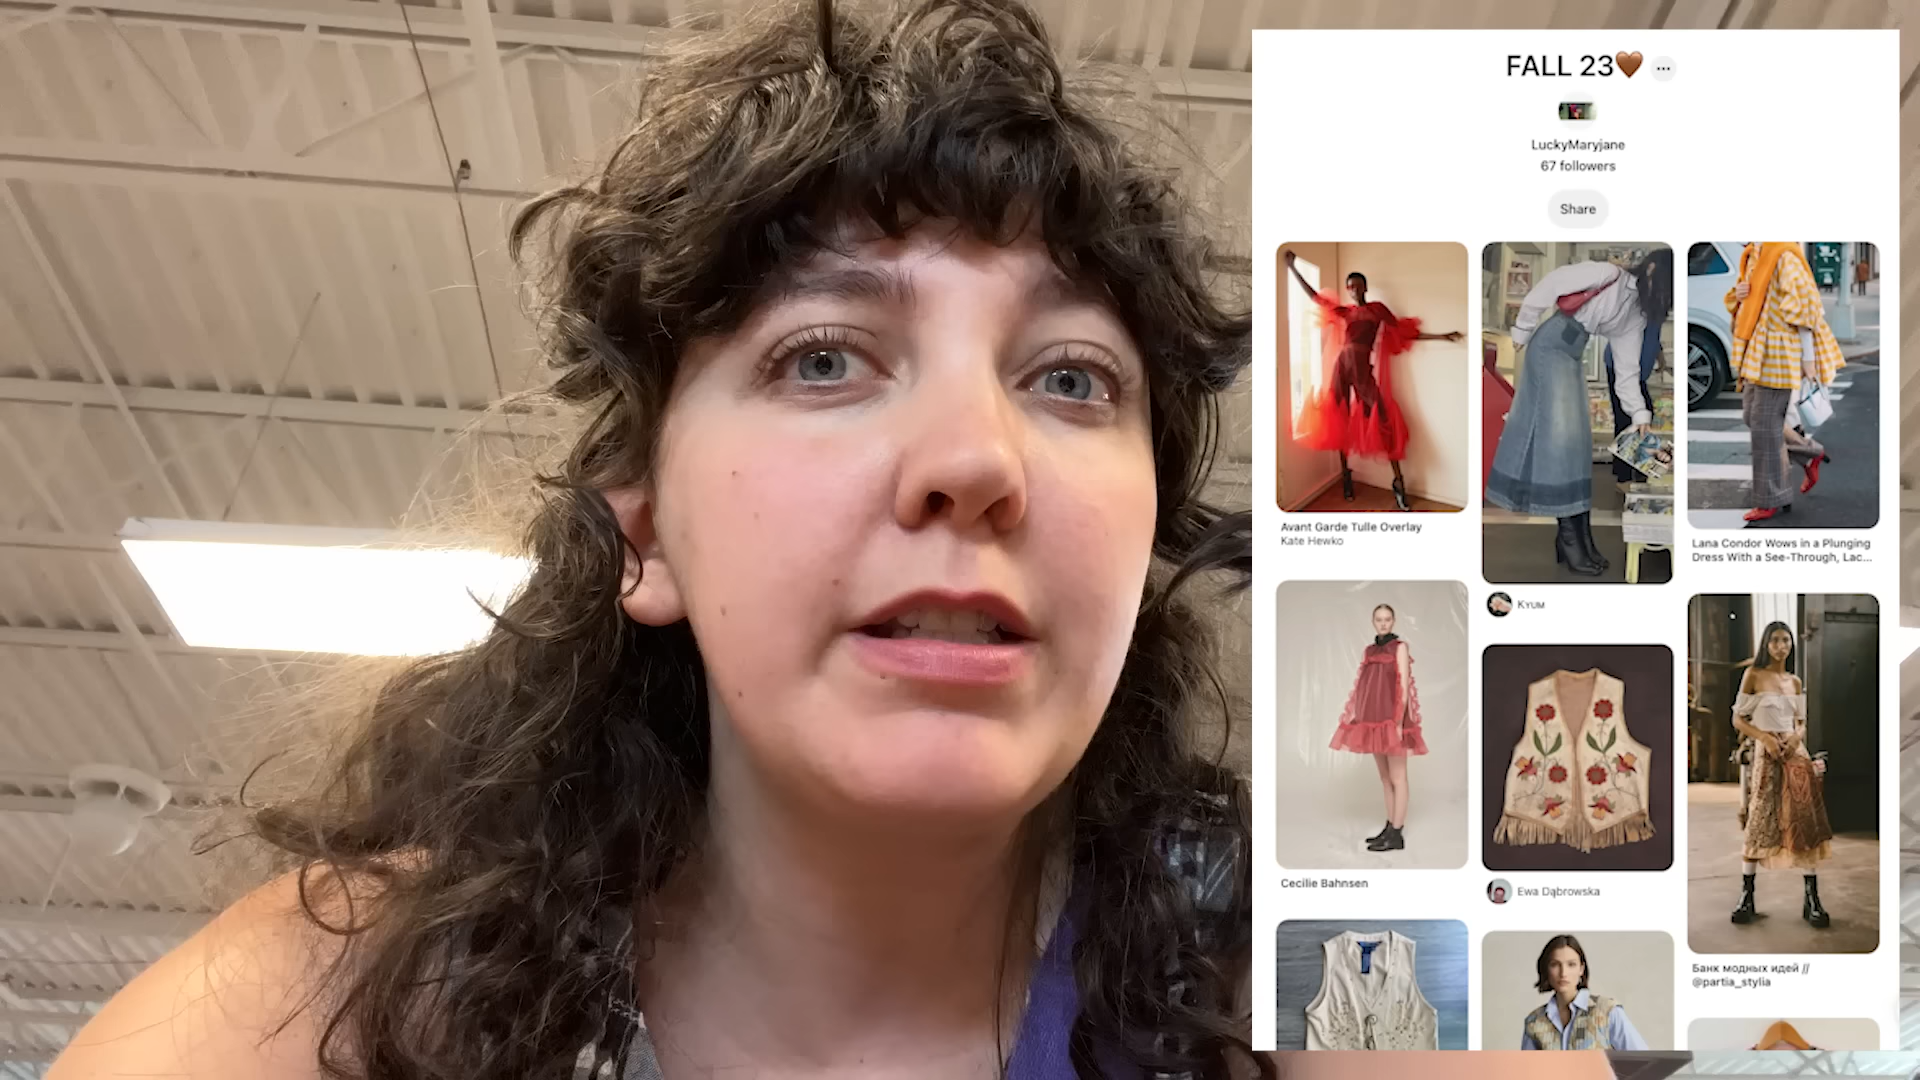 FALL 23🤎
LuckyMaryjane
67 followers
Share
Avant Garde Tulle Overlay
Kate Hewko
Kyum
Lana Condor Wows in a Plunging
Dress With a See-Through, Lac...
Cecilie Bahnsen
Ewa Dąbrowska
Банк модных идей //
@partia_stylia